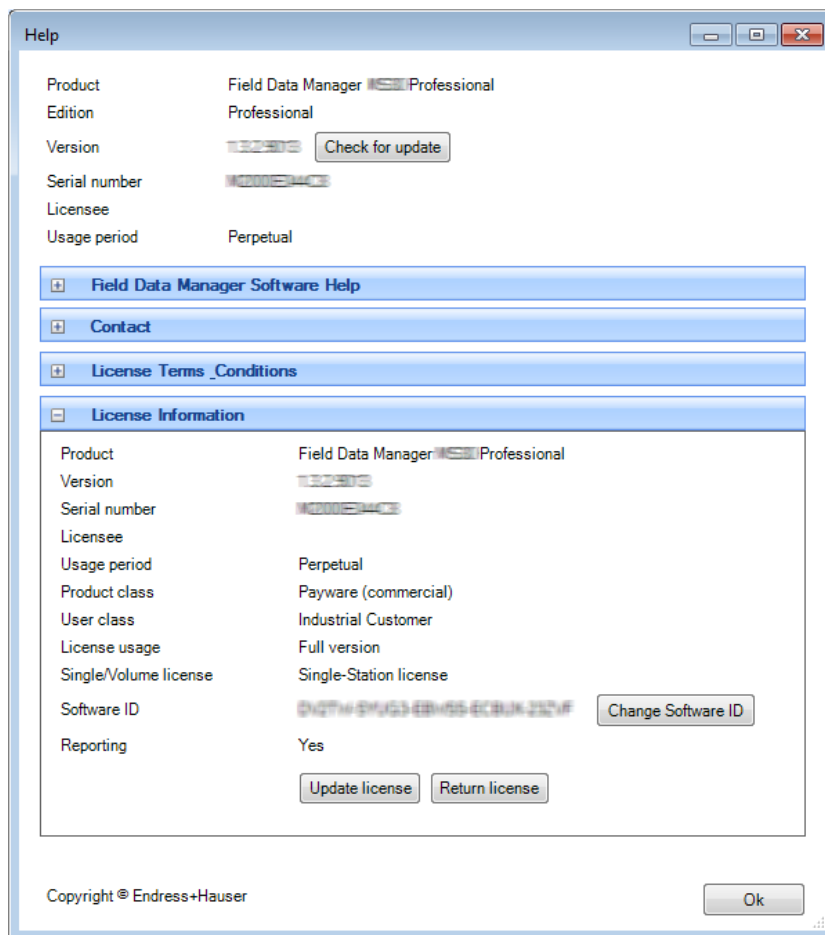 Help
Product Field Data Manager Professional
Edition Professional
Version Check for update
Serial number
Licensee
Usage period Perpetual
Field Data Manager Software Help
Contact
License Terms _Conditions
License Information
Product Field Data Manager Professional
Version
Serial number
Licensee
Usage period Perpetual
Product class Payware (commercial)
User class Industrial Customer
License usage Full version
Single/Volume license Single-Station license
Software ID Change Software ID
Reporting Yes
Update license Return license
Copyright © Endress+Hauser Ok